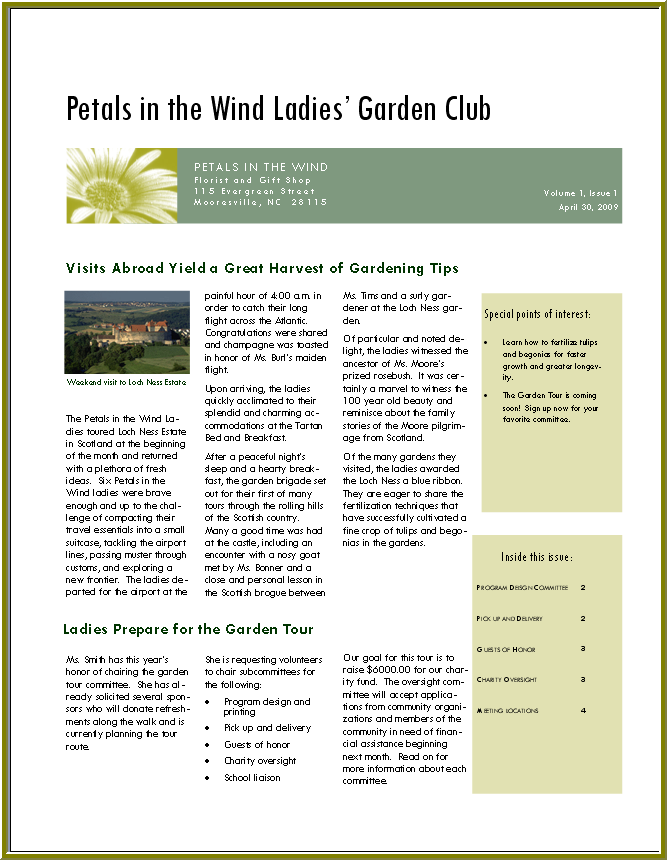 Petals in the Wind Ladies' Garden Club
PETALS IN THE WIND
Florist and Gift Shop
115 Evergreen Street
Mooresville, NC 28115
Volume 1, Issue 1
April 30, 2009
Visits Abroad Yield a Great Harvest of Gardening Tips
Weekend visit to Loch Ness Estate
The Petals in the Wind La-
dies toured Loch Ness Estate
in Scotland at the beginning
of the month and returned
with a plethora of fresh
ideas. Six Petals in the
Wind ladies were brave
enough and up to the chal-
lenge of compacting their
travel essentials into a small
suitcase, tackling the airport
lines, passing muster through
customs, and exploring a
new frontier. The ladies de-
parted for the airport at the
painful hour of 4:00 a.m. in
order to catch their long
flight across the Atlantic.
Congratulations were shared
and champagne was toasted
in honor of Ms. Burl's maiden
flight.
Upon arriving, the ladies
quickly acclimated to their
splendid and charming ac-
commodations at the Tartan
Bed and Breakfast.
After a peaceful night's
sleep and a hearty break-
fast, the garden brigade set
out for their first of many
tours through the rolling hills
of the Scottish country.
Many a good time was had
at the castle, including an
encounter with a nosy goat
met by Ms. Bonner and a
close and personal lesson in
the Scottish brogue between
Ms. Tims and a surly gar-
dener at the Loch Ness gar-
den.
Of particular and noted de-
light, the ladies witnessed the
ancestor of Ms. Moore's
prized rosebush. It was cer-
tainly a marvel to witness the
100 year old beauty and
reminisce about the family
stories of the Moore pilgrim-
age from Scotland.
Of the many gardens they
visited, the ladies awarded
the Loch Ness a blue ribbon.
They are eager to share the
fertilization techniques that
have successfully cultivated a
fine crop of tulips and bego-
nias in the gardens.
Special points of interest:
• Learn how to fertilize tulips
and begonias for faster
growth and greater longev-
ity.
• The Garden Tour is coming
soon! Sign up now for your
favorite committee.
Inside this issue:
PROGRAM DEISGN COMMITTEE 2
PICK UP AND DELIVERY 2
GUESTS OF HONOR 3
CHARITY OVERSIGHT 3
MEETING LOCATIONS 4
Ladies Prepare for the Garden Tour
Ms. Smith has this year's
honor of chairing the garden
tour committee. She has al-
ready solicited several spon-
sors who will donate refresh-
ments along the walk and is
currently planning the tour
route.
She is requesting volunteers
to chair subcommittees for
the following:
• Program design and
printing
• Pick up and delivery
• Guests of honor
• Charity oversight
• School liaison
Our goal for this tour is to
raise $6000.00 for our char-
ity fund. The oversight com-
mittee will accept applica-
tions from community organi-
zations and members of the
community in need of finan-
cial assistance beginning
next month. Read on for
more information about each
committee.